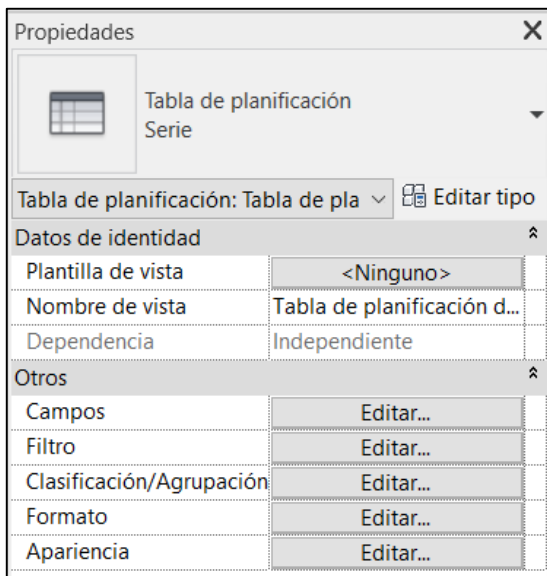 Propiedades
Tabla de planificación
Serie
Tabla de planificación: Tabla de pla Editar tipo
Datos de identidad
Plantilla de vista <Ninguno>
Nombre de vista Tabla de planificación d...
Dependencia Independiente
Otros
Campos Editar...
Filtro Editar...
Clasificación/Agrupación Editar...
Formato Editar...
Apariencia Editar...